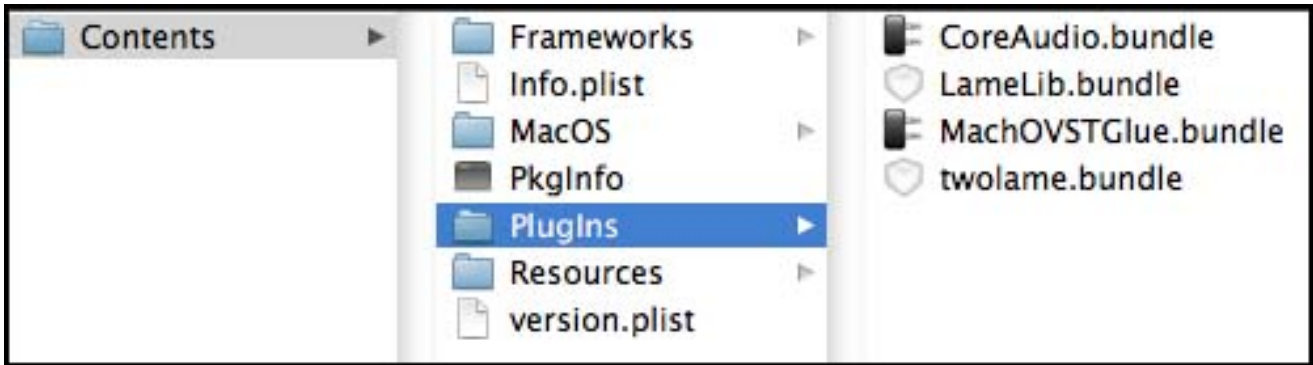 Contents
Frameworks
Info.plist
MacOS
PkgInfo
PlugIns
Resources
version.plist
CoreAudio.bundle
LameLib.bundle
MachOVSTGlue.bundle
twolame.bundle